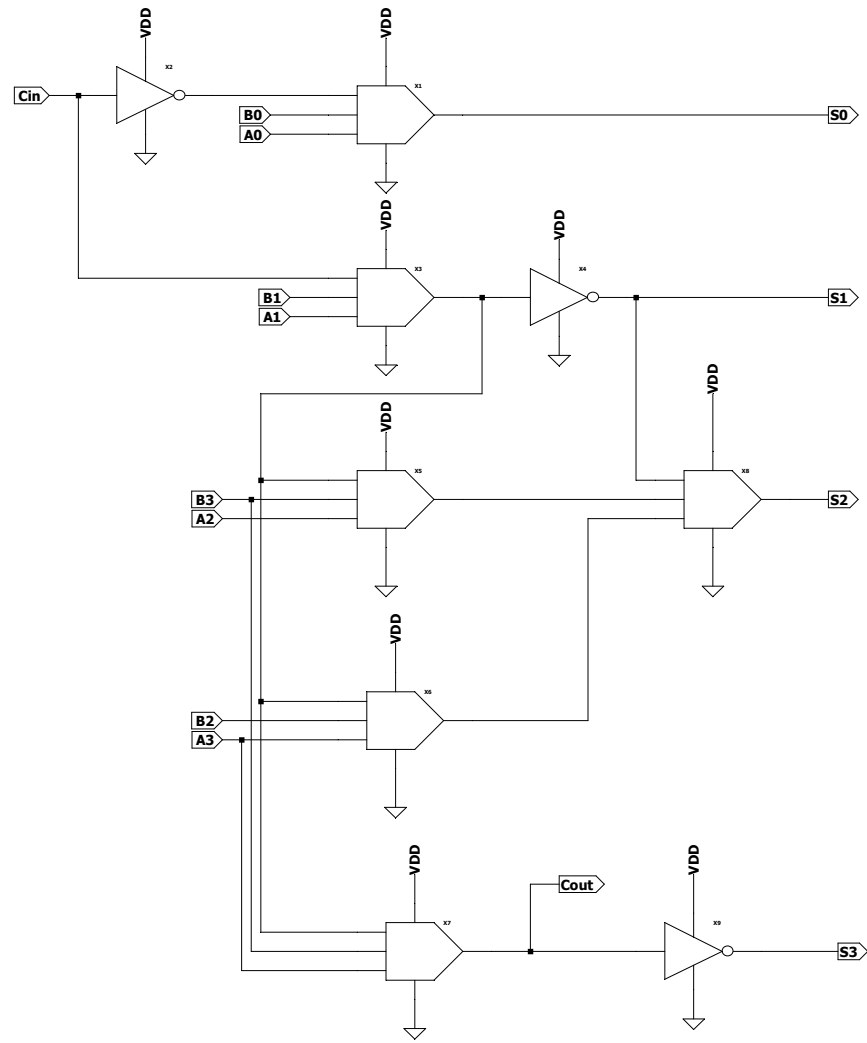 VDD
VDD
X2
X1
Cin
B0
A0
S0
VDD
VDD
X3
X4
B1
A1
S1
VDD
VDD
X5
X8
B3
A2
S2
VDD
X6
B2
A3
VDD
VDD
Cout
X7
X9
S3